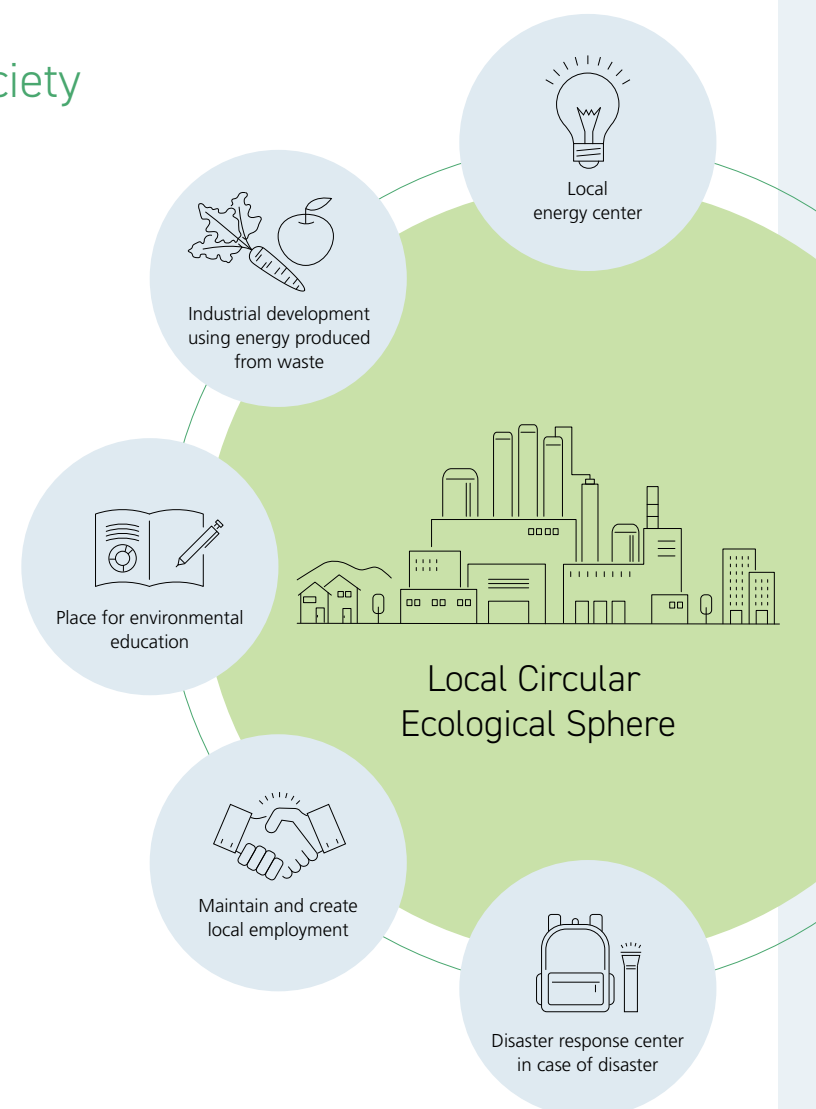 ciety
Local
energy center
Industrial development
using energy produced
from waste
Place for environmental
education
Local Circular
Ecological Sphere
Maintain and create
local employment
Disaster response center
in case of disaster